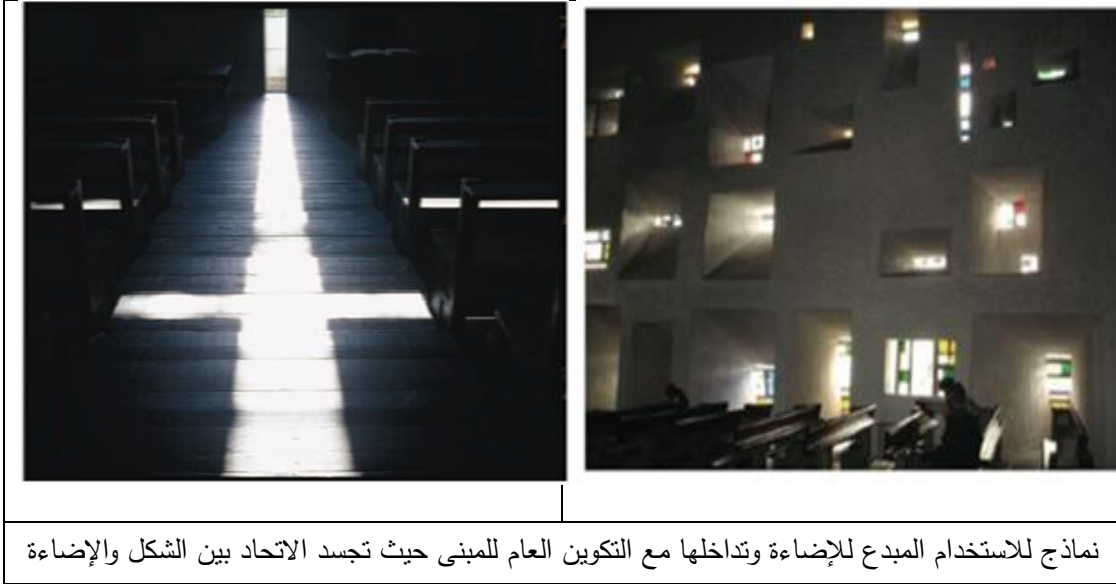 نماذج للاستخدام المبدع للإضاءة وتداخلها مع التكوين العام للمبنى حيث تجسد الاتحاد بين الشكل والإضاءة